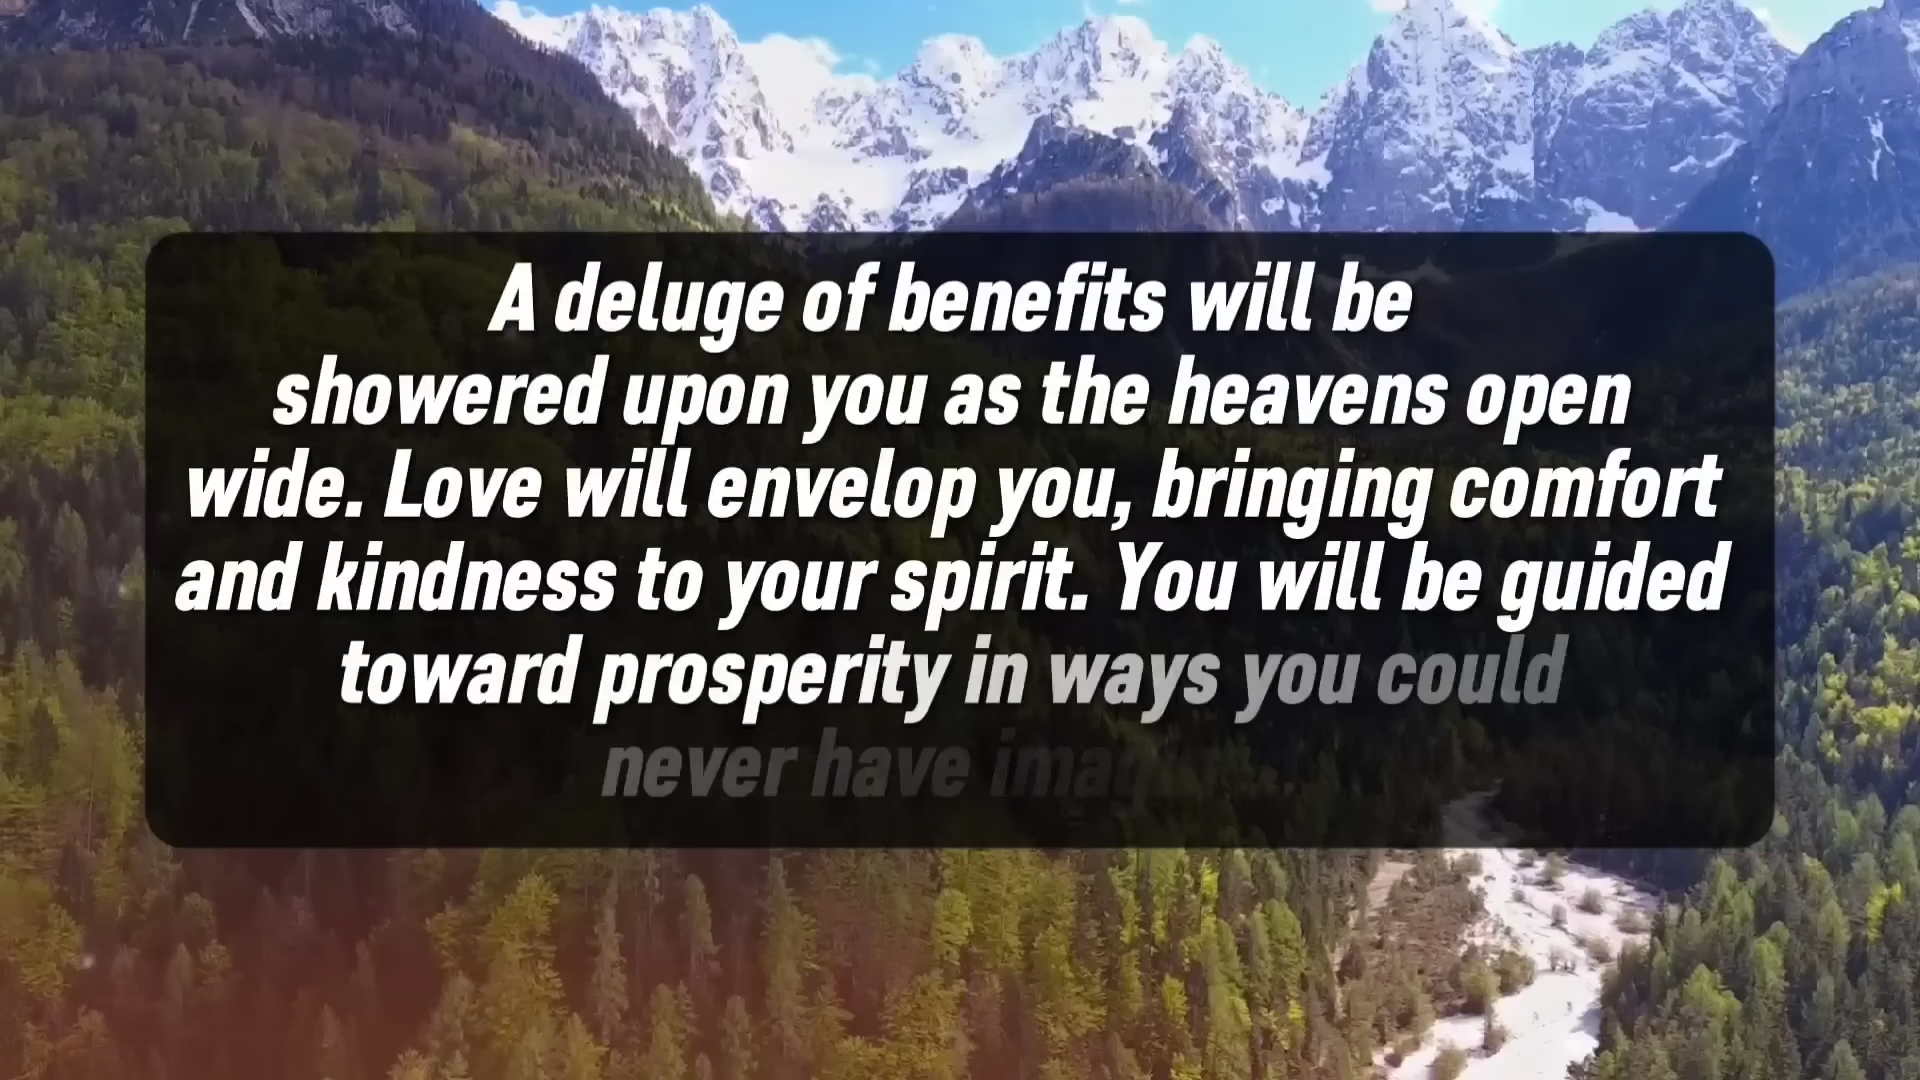 A deluge of benefits will be
showered upon you as the heavens open
wide. Love will envelop you, bringing comfort
and kindness to your spirit. You will be guided
toward prosperity in ways you could
never have